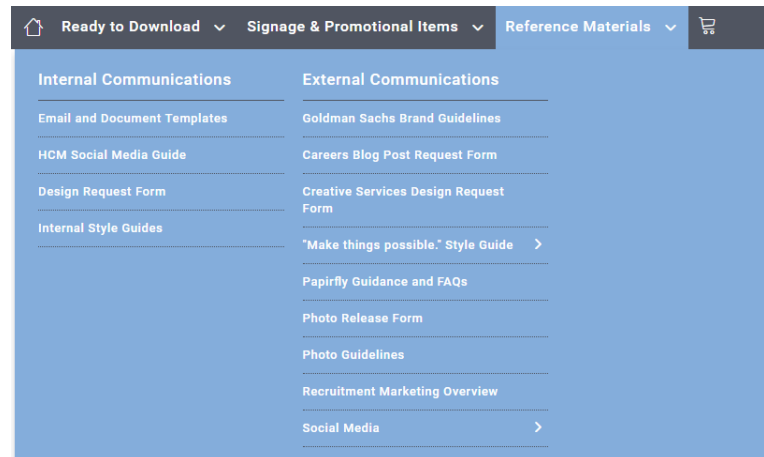 Ready to Download Signage & Promotional Items Reference Materials
Internal Communications
Email and Document Templates
HCM Social Media Guide
Design Request Form
Internal Style Guides
External Communications
Goldman Sachs Brand Guidelines
Careers Blog Post Request Form
Creative Services Design Request
Form
"Make things possible." Style Guide
Papirfly Guidance and FAQs
Photo Release Form
Photo Guidelines
Recruitment Marketing Overview
Social Media